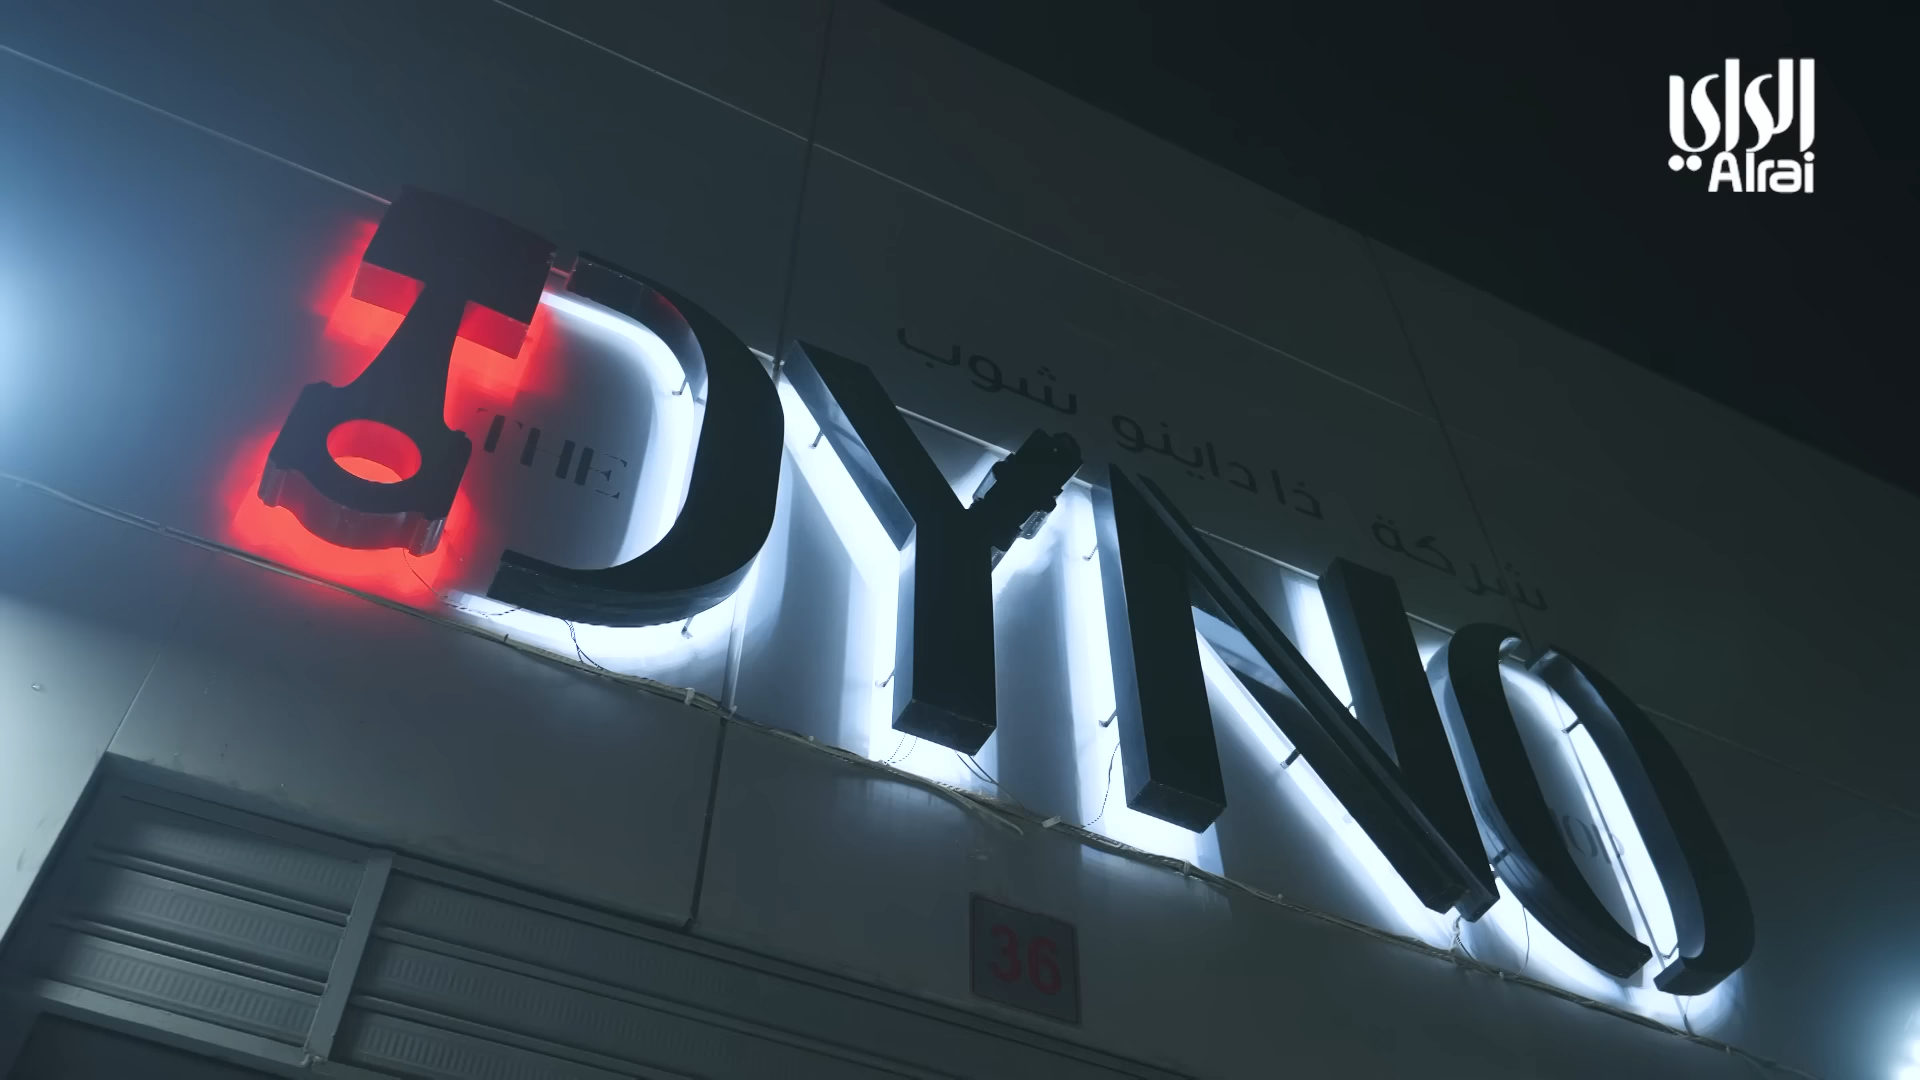 الراي
Alrai
شركة ذا داينو شوب
THE
DYNO
36